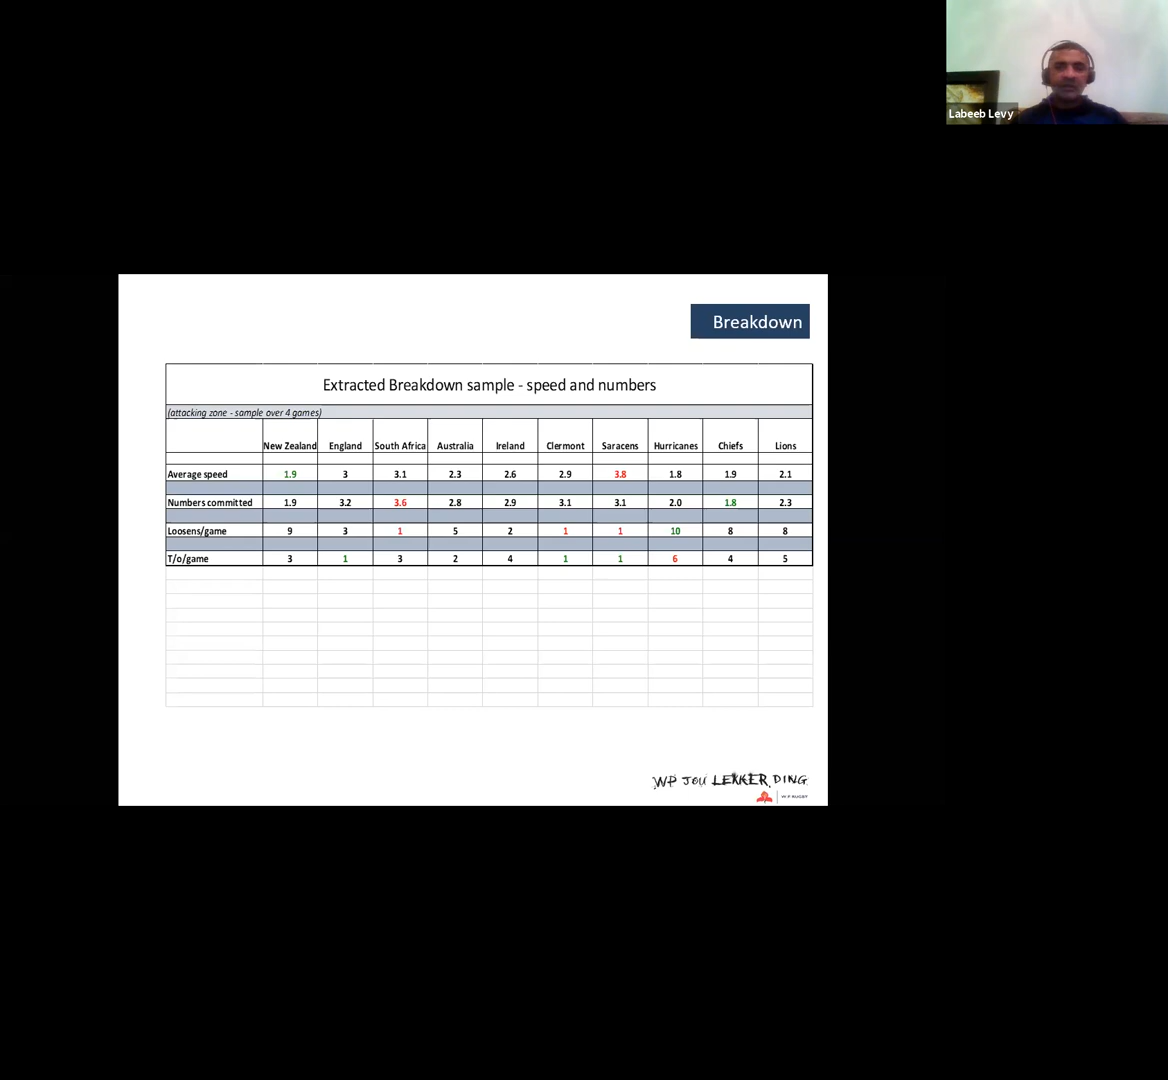 Labeeb Levy
Breakdown
Extracted Breakdown sample - speed and numbers
(attacking zone - sample over 4 games)
New Zealand England South Africa Australia Ireland Clermont Saracens Hurricanes Chiefs Lions
Average speed 1.9 3 3.1 2.3 2.6 2.9 3.8 1.8 1.9 2.1
Numbers committed 1.9 3.2 3.6 2.8 2.9 3.1 3.1 2.0 1.8 2.3
Loosens/game 9 3 1 5 2 1 1 10 8 8
T/o/game 3 1 3 2 4 1 1 6 4 5
WP JOU LEKKER DING
W.P RUGBY